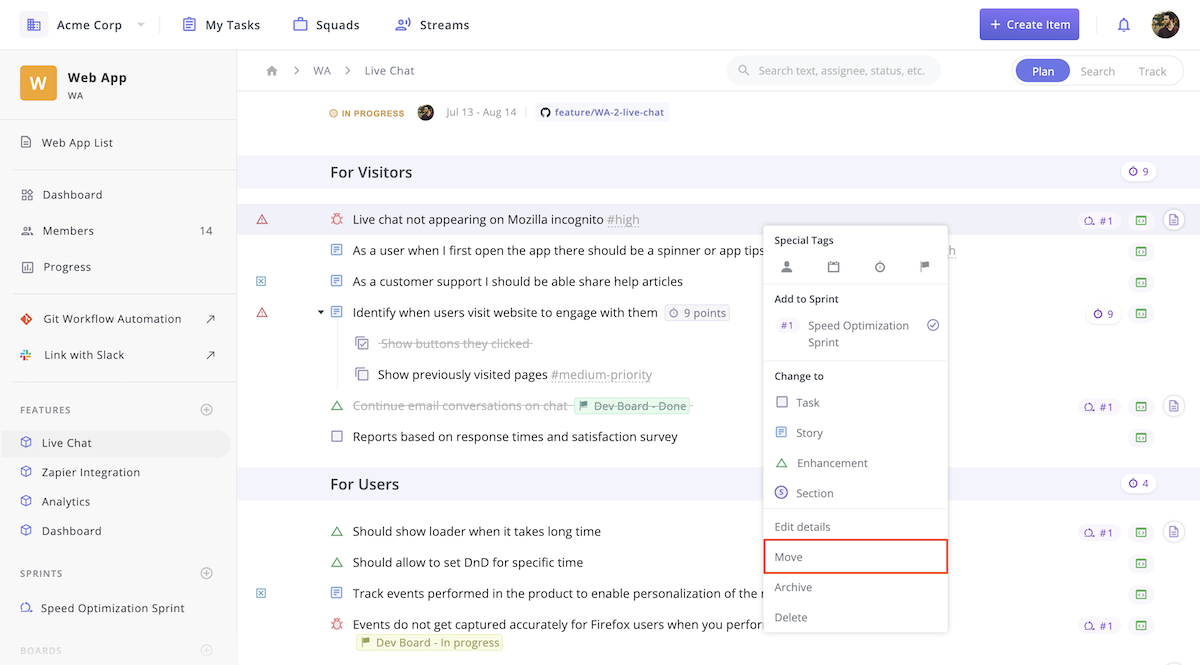 Acme Corp
My Tasks
Squads
Streams
+ Create Item
W
Web App
WA
WA
Live Chat
Search text, assignee, status, etc.
Plan
Search
Track
IN PROGRESS
Jul 13 - Aug 14
feature/WA-2-live-chat
Web App List
Dashboard
Members
14
Progress
Git Workflow Automation
Link with Slack
FEATURES
Live Chat
Zapier Integration
Analytics
Dashboard
SPRINTS
Speed Optimization Sprint
BOARDS
For Visitors
9
Live chat not appearing on Mozilla incognito #high
#1
As a user when I first open the app there should be a spinner or app tips
As a customer support I should be able share help articles
Identify when users visit website to engage with them
9 points
9
Show buttons they clicked
Show previously visited pages #medium-priority
Continue email conversations on chat
Dev Board - Done
#1
Reports based on response times and satisfaction survey
For Users
4
Should show loader when it takes long time
#1
Should allow to set DnD for specific time
Track events performed in the product to enable personalization of the
Events do not get captured accurately for Firefox users when you
#1
Dev Board - In progress
Special Tags
Add to Sprint
#1
Speed Optimization
Sprint
Change to
Task
Story
Enhancement
S
Section
Edit details
Move
Archive
Delete